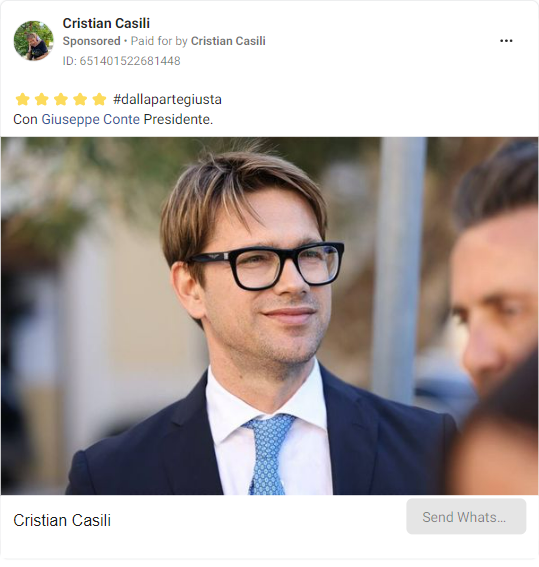 Cristian Casili
Sponsored • Paid for by Cristian Casili
ID: 651401522681448
#dallapartegiusta
Con Giuseppe Conte Presidente.
Cristian Casili
Send Whats...